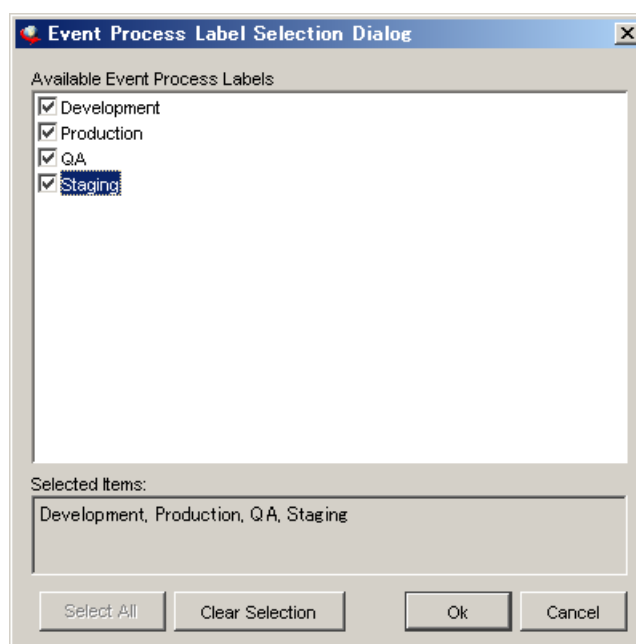 Event Process Label Selection Dialog
Available Event Process Labels
Development
Production
QA
Staging
Selected Items:
Development, Production, QA, Staging
Select All Clear Selection Ok Cancel